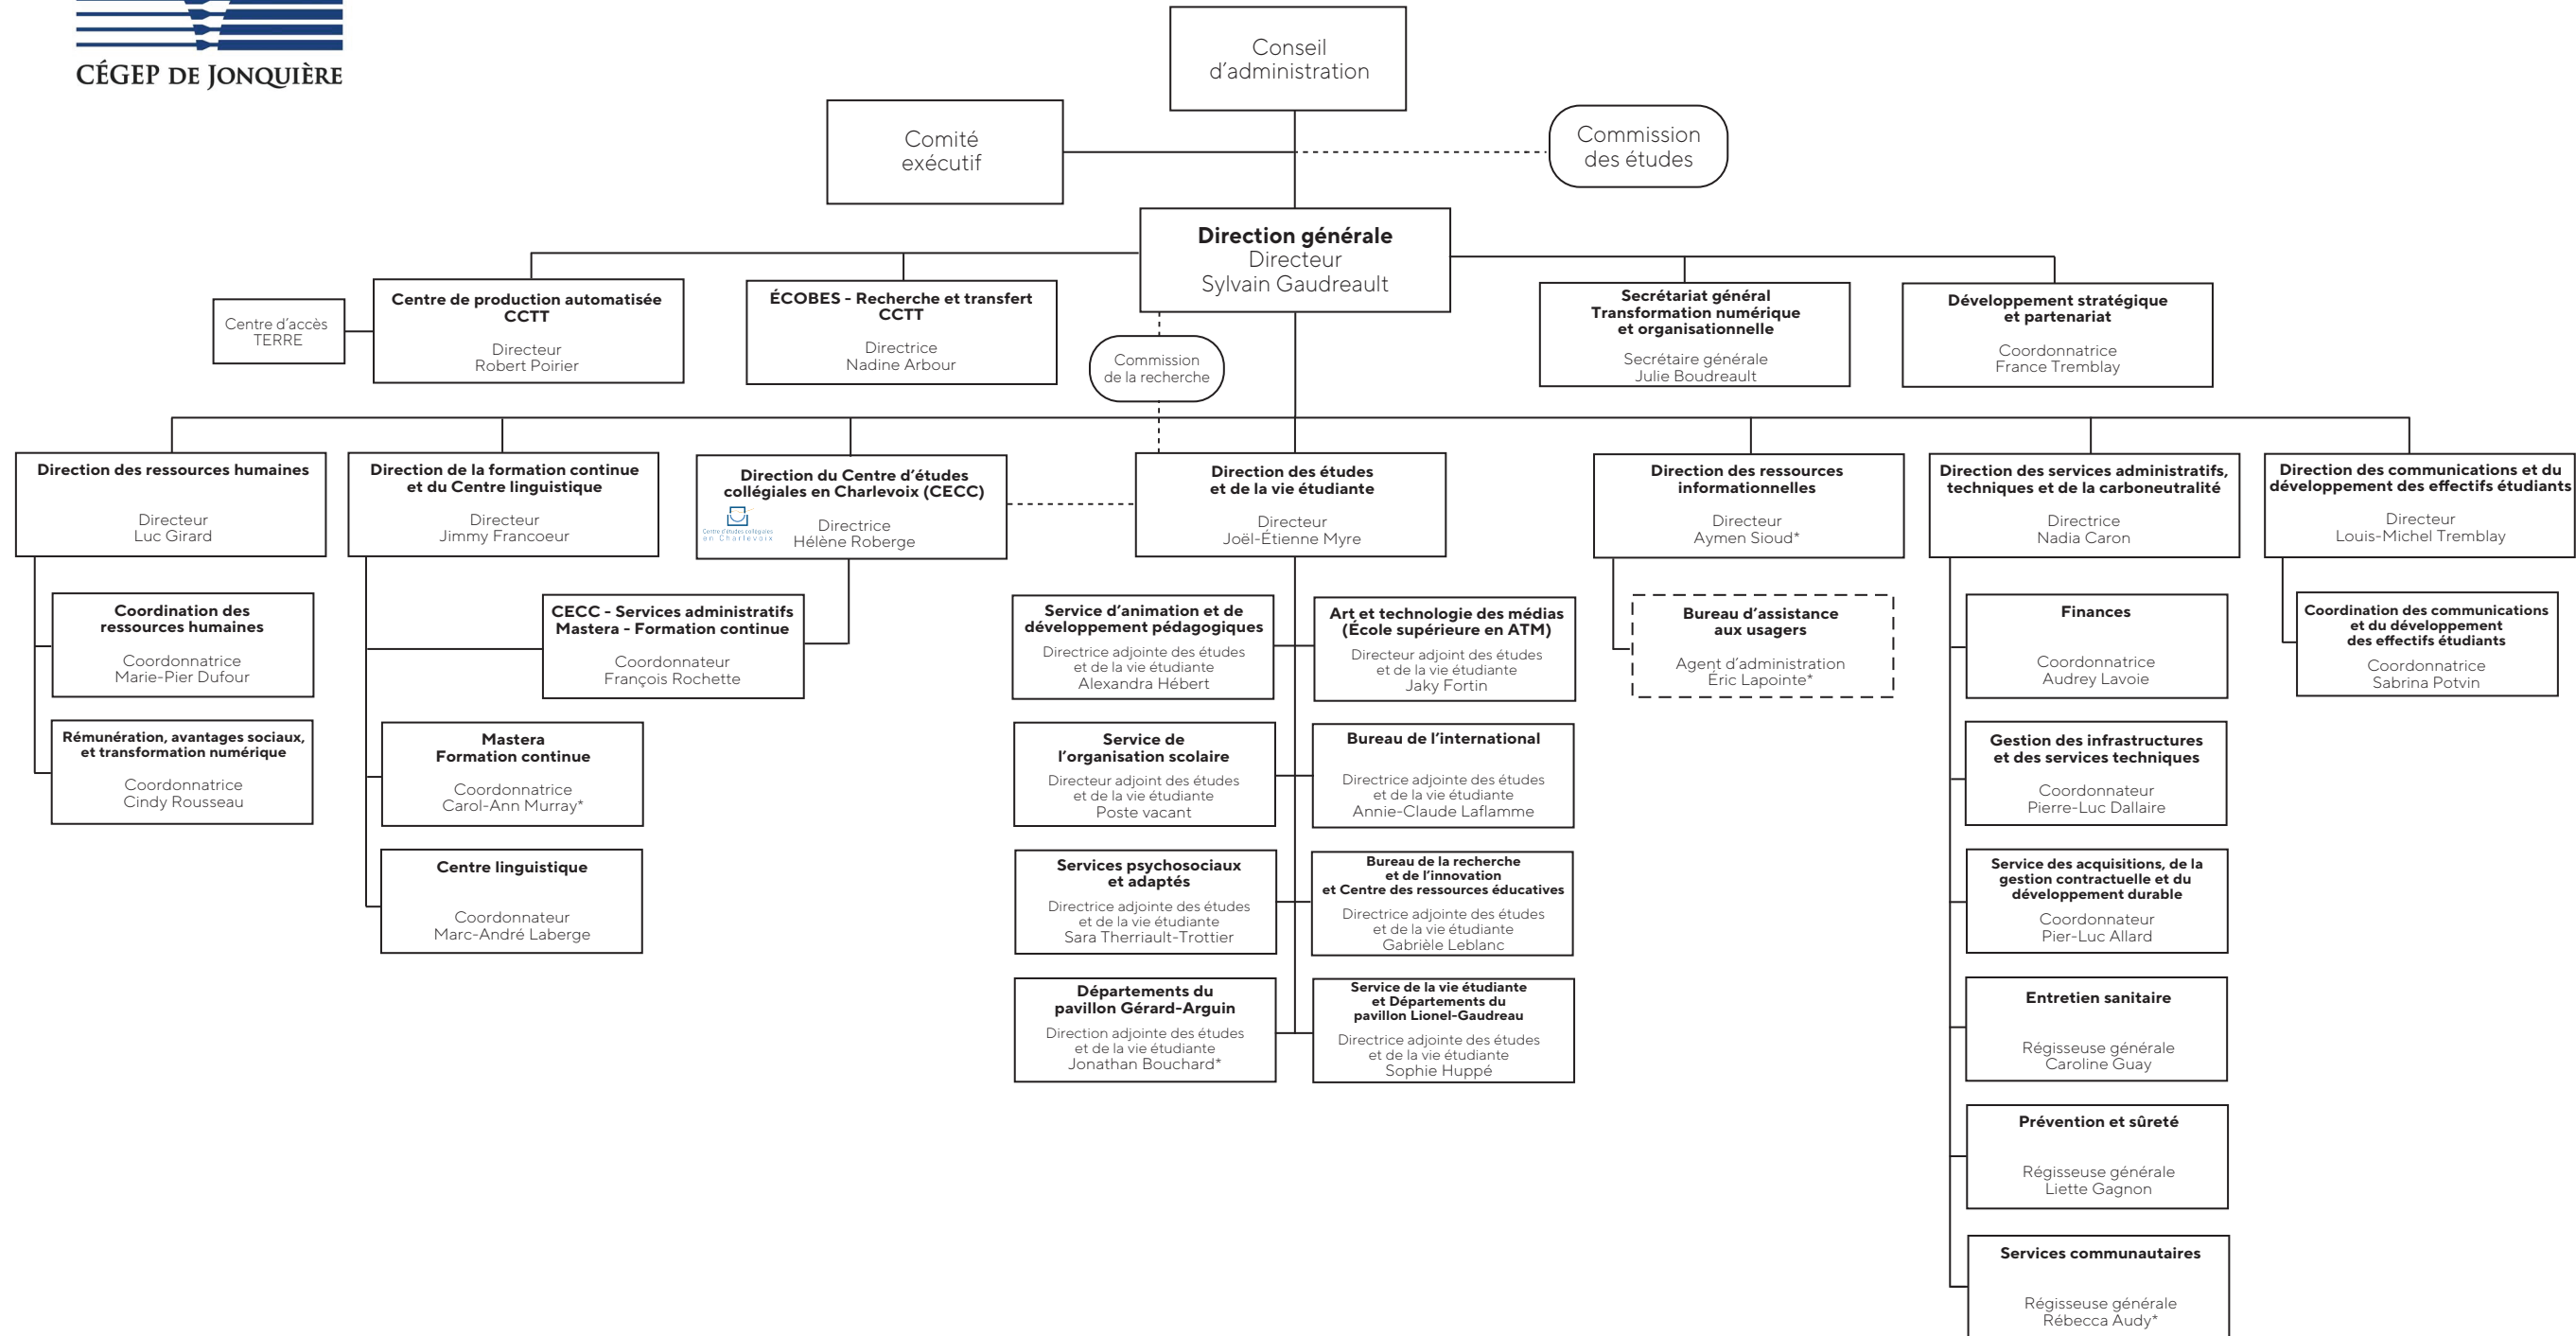 CÉGEP DE JONQUIÈRE
Conseil
d'administration
Comité
exécutif
Commission
des études
Direction générale
Directeur
Sylvain Gaudreault
Centre d'accès
TERRE
Centre de production automatisée
CCTT
Directeur
Robert Poirier
ÉCOBES - Recherche et transfert
CCTT
Directrice
Nadine Arbour
Commission
de la recherche
Secrétariat général
Transformation numérique
et organisationnelle
Secrétaire générale
Julie Boudreault
Développement stratégique
et partenariat
Coordonnatrice
France Tremblay
Direction des ressources humaines
Directeur
Luc Girard
Direction de la formation continue
et du Centre linguistique
Directeur
Jimmy Francoeur
Direction du Centre d'études
collégiales en Charlevoix (CECC)
Centre d'études collégiales
en Charlevoix
Directrice
Hélène Roberge
Direction des études
et de la vie étudiante
Directeur
Joël-Étienne Myre
Direction des ressources
informationnelles
Directeur
Aymen Sioud*
Direction des services administratifs,
techniques et de la carboneutralité
Directrice
Nadia Caron
Direction des communications et du
développement des effectifs étudiants
Directeur
Louis-Michel Tremblay
Coordination des
ressources humaines
Coordonnatrice
Marie-Pier Dufour
Rémunération, avantages sociaux,
et transformation numérique
Coordonnatrice
Cindy Rousseau
CECC - Services administratifs
Mastera - Formation continue
Coordonnateur
François Rochette
Mastera
Formation continue
Coordonnatrice
Carol-Ann Murray*
Centre linguistique
Coordonnateur
Marc-André Laberge
Service d'animation et de
développement pédagogiques
Directrice adjointe des études
et de la vie étudiante
Alexandra Hébert
Art et technologie des médias
(École supérieure en ATM)
Directeur adjoint des études
et de la vie étudiante
Jaky Fortin
Service de
l'organisation scolaire
Directeur adjoint des études
et de la vie étudiante
Poste vacant
Bureau de l'international
Directrice adjointe des études
et de la vie étudiante
Annie-Claude Laflamme
Services psychosociaux
et adaptés
Directrice adjointe des études
et de la vie étudiante
Sara Therriault-Trottier
Bureau de la recherche
et de l'innovation
et Centre des ressources éducatives
Directrice adjointe des études
et de la vie étudiante
Gabrièle Leblanc
Départements du
pavillon Gérard-Arguin
Direction adjointe des études
et de la vie étudiante
Jonathan Bouchard*
Service de la vie étudiante
et Départements du
pavillon Lionel-Gaudreau
Directrice adjointe des études
et de la vie étudiante
Sophie Huppé
Bureau d'assistance
aux usagers
Agent d'administration
Éric Lapointe*
Finances
Coordonnatrice
Audrey Lavoie
Gestion des infrastructures
et des services techniques
Coordonnateur
Pierre-Luc Dallaire
Service des acquisitions, de la
gestion contractuelle et du
développement durable
Coordonnateur
Pier-Luc Allard
Entretien sanitaire
Régisseuse générale
Caroline Guay
Prévention et sûreté
Régisseuse générale
Liette Gagnon
Services communautaires
Régisseuse générale
Rébecca Audy*
Coordination des communications
et du développement
des effectifs étudiants
Coordonnatrice
Sabrina Potvin